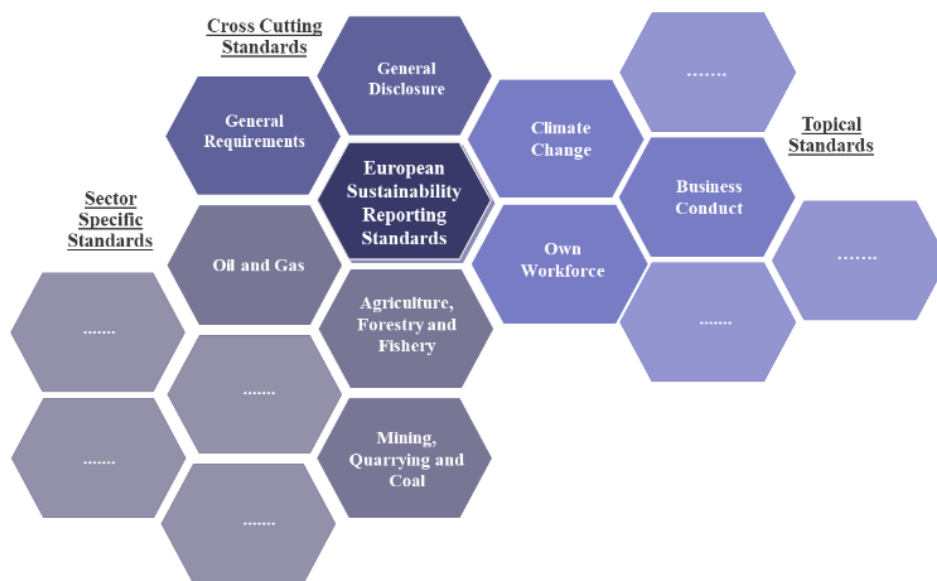 Cross Cutting
Standards
General
Disclosure
.......
General
Requirements
Climate
Change
Topical
Standards
European
Sustainability
Reporting
Standards
Business
Conduct
Sector
Specific
Standards
Oil and Gas
Own
Workforce
.......
Agriculture,
Forestry and
Fishery
.......
.......
.......
Mining,
Quarrying and
Coal
.......
.......